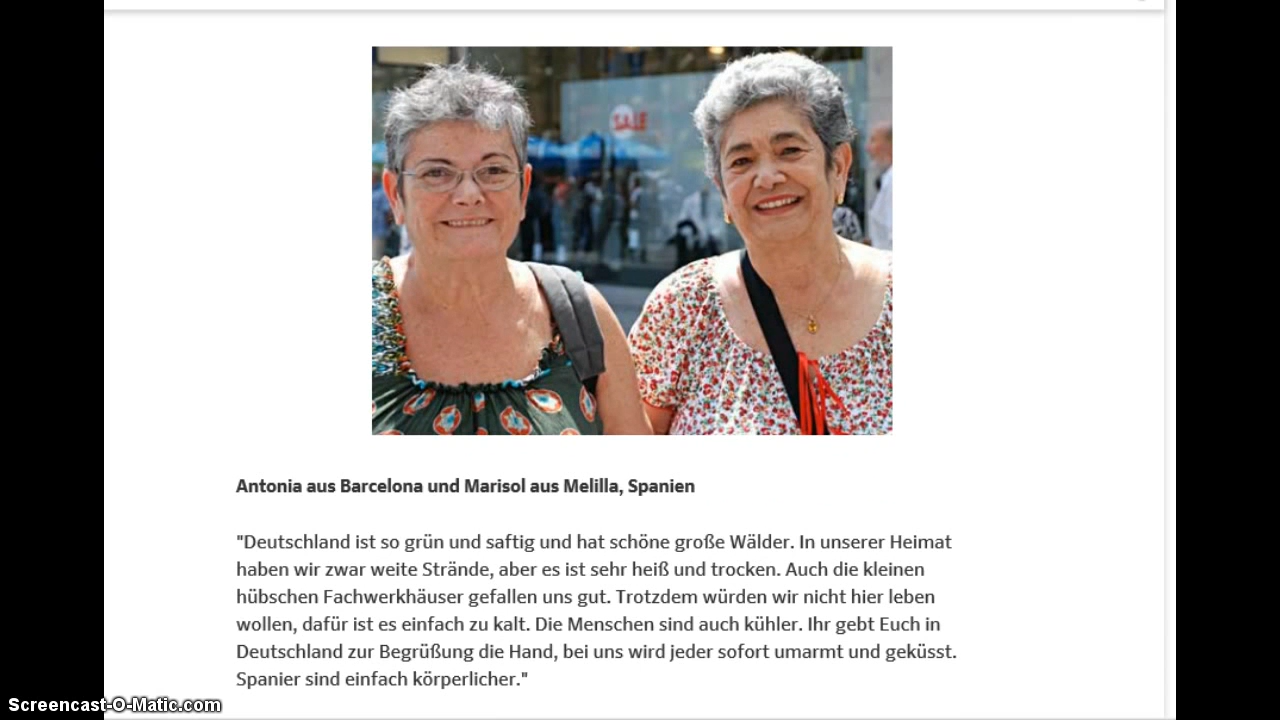 SALE
Antonia aus Barcelona und Marisol aus Melilla, Spanien
"Deutschland ist so grün und saftig und hat schöne große Wälder. In unserer Heimat
haben wir zwar weite Strände, aber es ist sehr heiß und trocken. Auch die kleinen
hübschen Fachwerkhäuser gefallen uns gut. Trotzdem würden wir nicht hier leben
wollen, dafür ist es einfach zu kalt. Die Menschen sind auch kühler. Ihr gebt Euch in
Deutschland zur Begrüßung die Hand, bei uns wird jeder sofort umarmt und geküsst.
Spanier sind einfach körperlicher."
Screencast-O-Matic.com